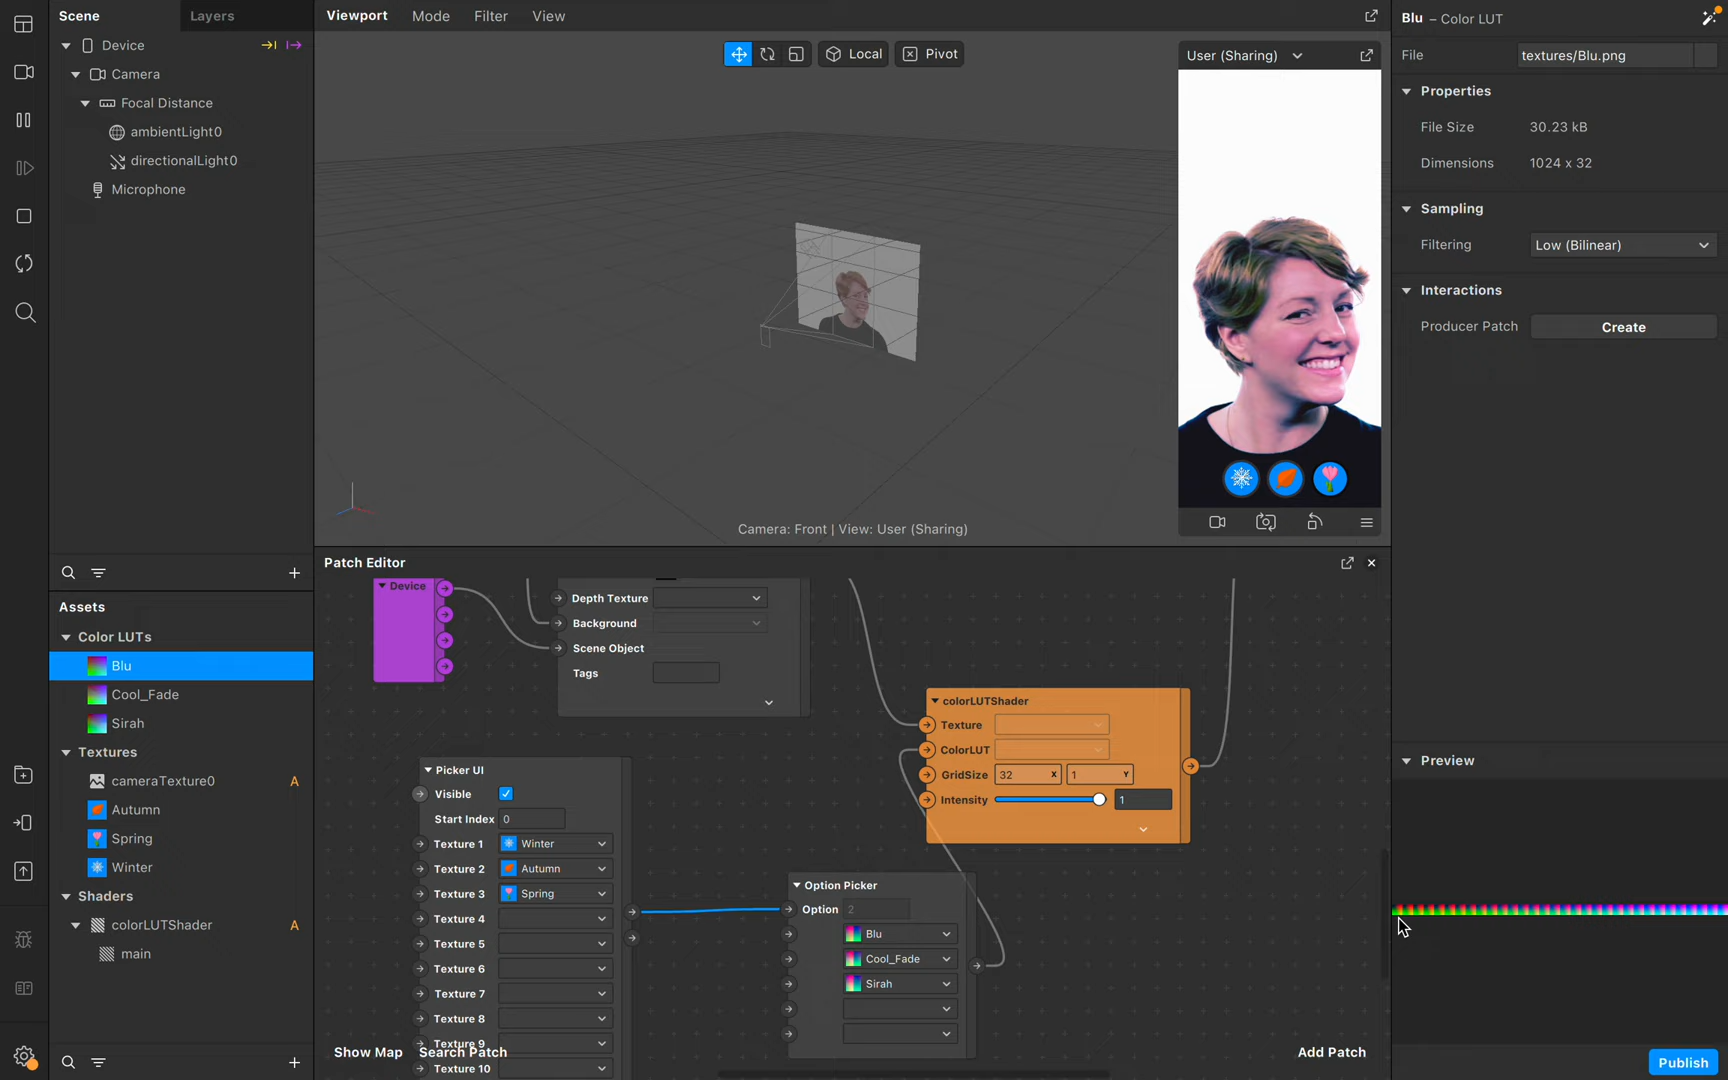 Scene
Layers
Device
Camera
Focal Distance
ambientLight0
directionalLight0
Microphone
Assets
Color LUTs
Blu
Cool_Fade
Sirah
Textures
cameraTexture0 A
Autumn
Spring
Winter
Shaders
colorLUTShader A
main
Viewport Mode Filter View
Local Pivot
Camera: Front | View: User (Sharing)
User (Sharing)
Patch Editor
Device
Depth Texture
Background
Scene Object
Tags
Picker UI
Visible
Start Index 0
Texture 1 Winter
Texture 2 Autumn
Texture 3 Spring
Texture 4
Texture 5
Texture 6
Texture 7
Texture 8
Texture 9
Texture 10
Option Picker
Option 2
Blu
Cool_Fade
Sirah
colorLUTShader
Texture
ColorLUT
GridSize 32 X 1 Y
Intensity 1
Show Map
Search Patch
Add Patch
Blu – Color LUT
File textures/Blu.png
Properties
File Size 30.23 kB
Dimensions 1024 x 32
Sampling
Filtering Low (Bilinear)
Interactions
Producer Patch Create
Preview
Publish